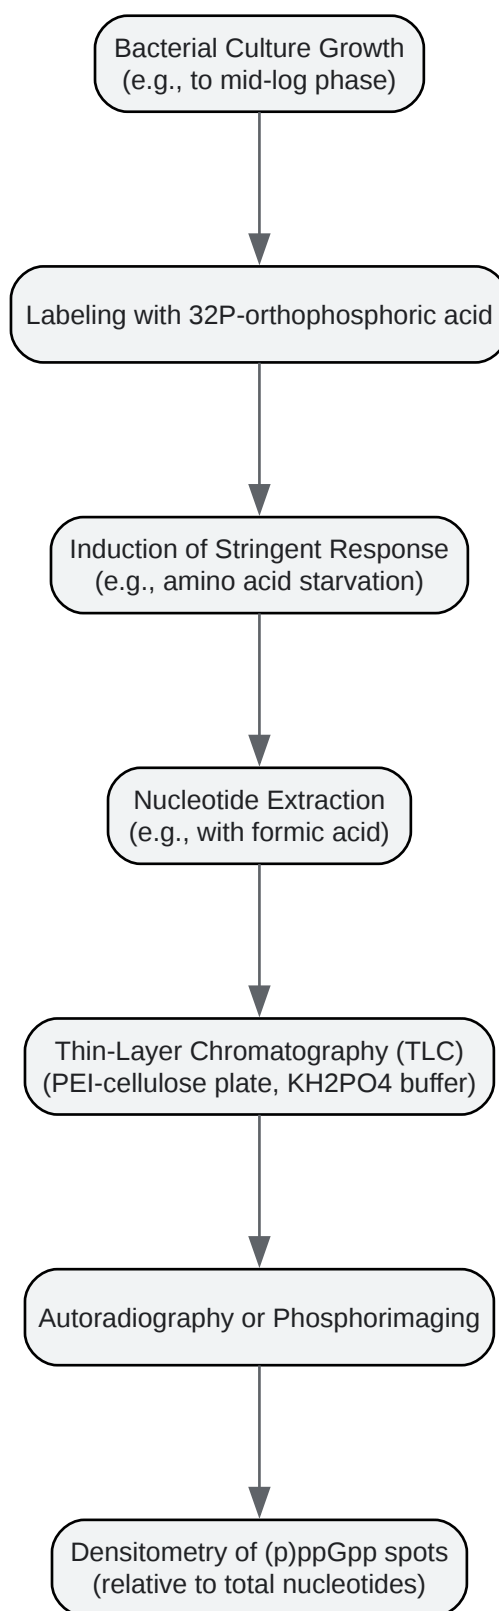 Bacterial Culture Growth
(e.g., to mid-log phase)
Labeling with 32P-orthophosphoric acid
Induction of Stringent Response
(e.g., amino acid starvation)
Nucleotide Extraction
(e.g., with formic acid)
Thin-Layer Chromatography (TLC)
(PEI-cellulose plate, KH2PO4 buffer)
Autoradiography or Phosphorimaging
Densitometry of (p)ppGpp spots
(relative to total nucleotides)